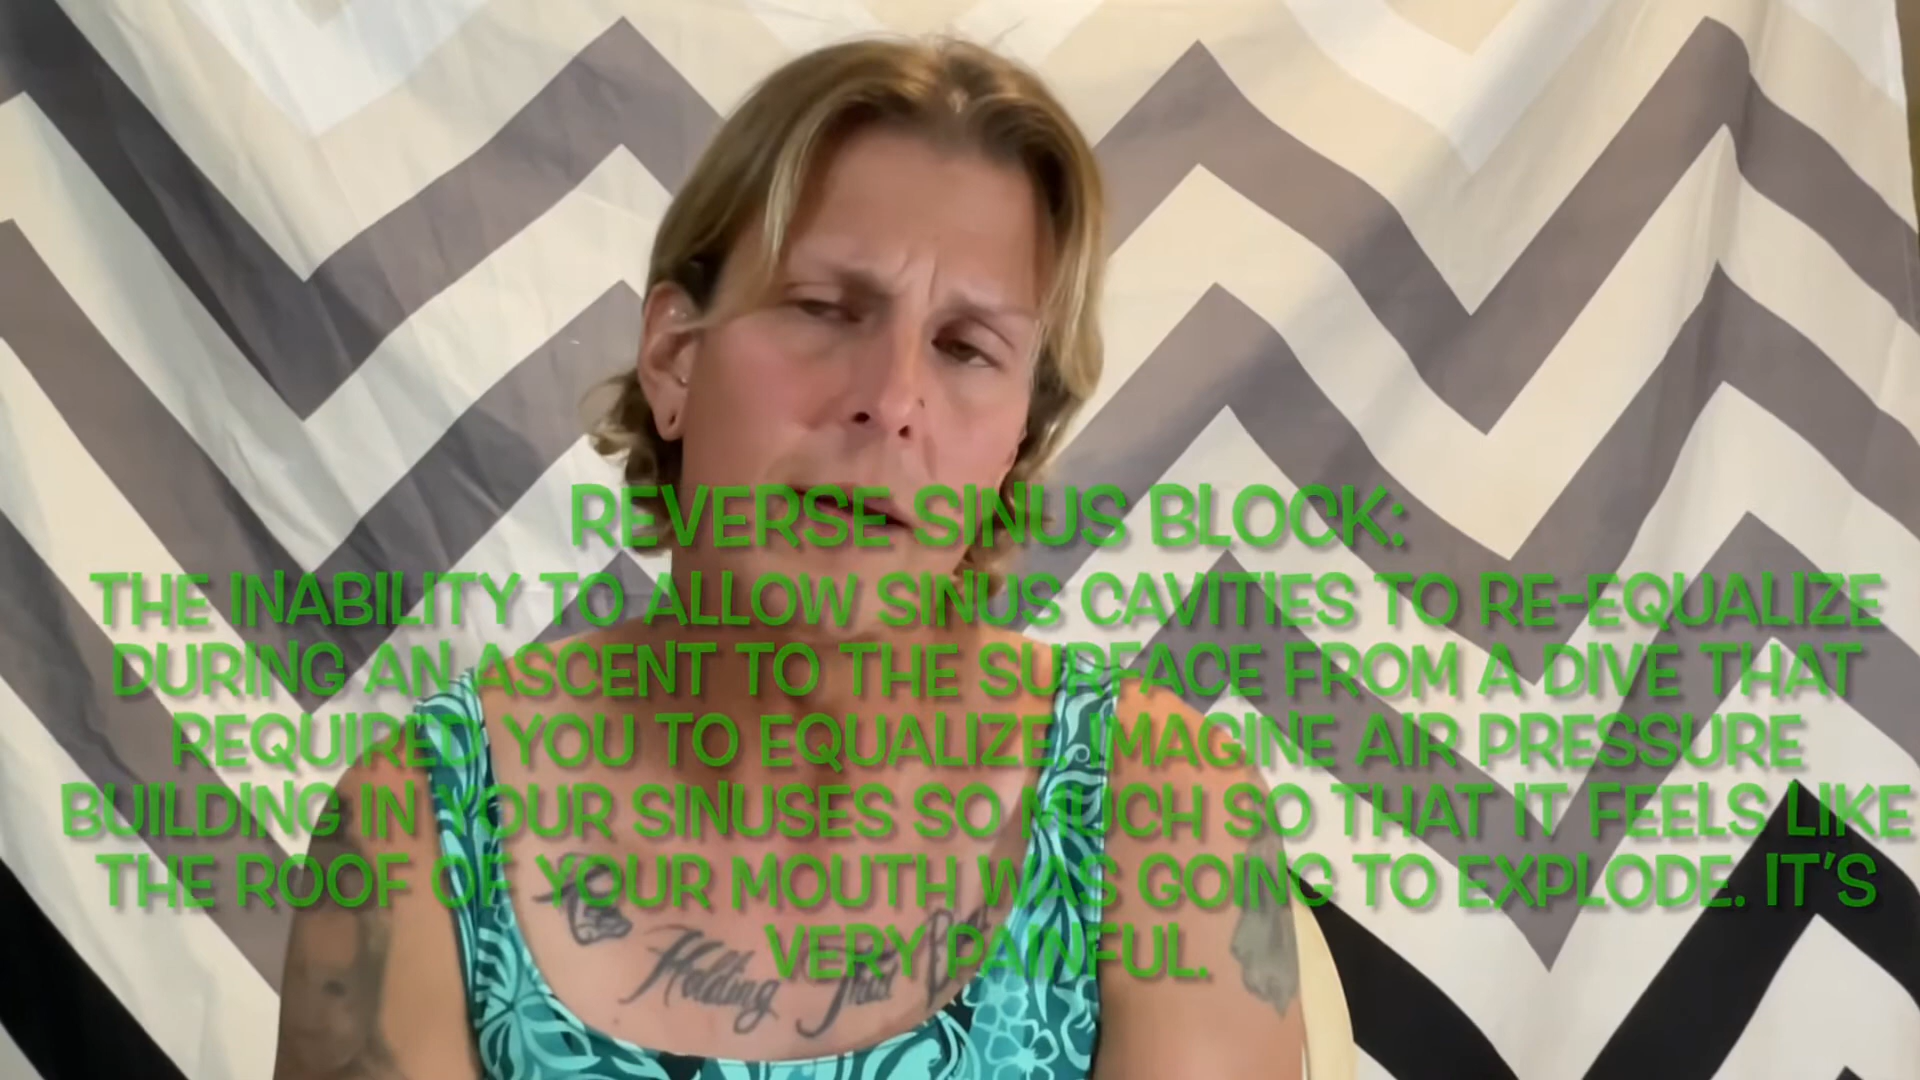 REVERSE SINUS BLOCK:
THE INABILITY TO ALLOW SINUS CAVITIES TO RE-EQUALIZE
DURING AN ASCENT TO THE SURFACE FROM A DIVE THAT
REQUIRED YOU TO EQUALIZE. IMAGINE AIR PRESSURE
BUILDING IN YOUR SINUSES SO MUCH SO THAT IT FEELS LIKE
THE ROOF OF YOUR MOUTH WAS GOING TO EXPLODE. IT'S
VERY PAINFUL.
Holding